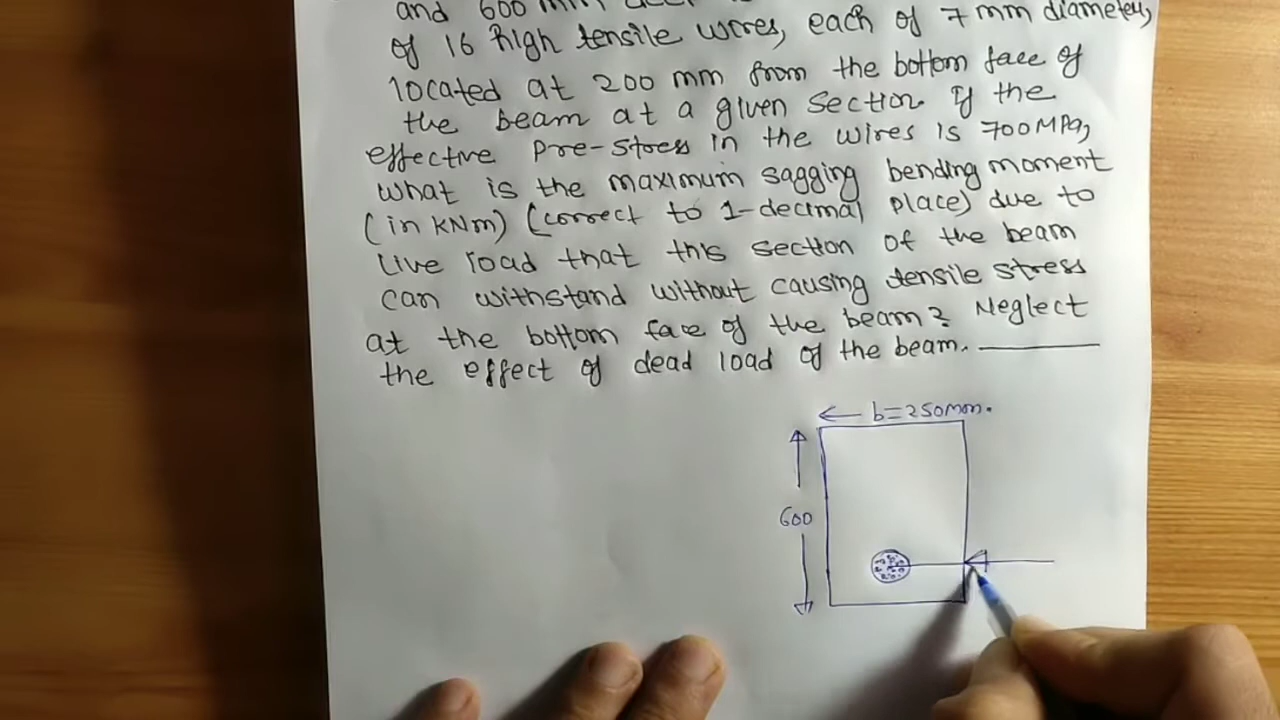 and 600 mm
of 16 high tensile wires, each of 7 mm diameter,
located at 200 mm from the bottom face of
the beam at a given section. If the
effective pre-stress in the wires is 700MPa,
what is the maximum sagging bending moment
(in kNm) (correct to 1-decimal place) due to
live load that this section of the beam
can withstand without causing tensile stress
at the bottom face of the beam? Neglect
the effect of dead load of the beam.
b=250mm.
600